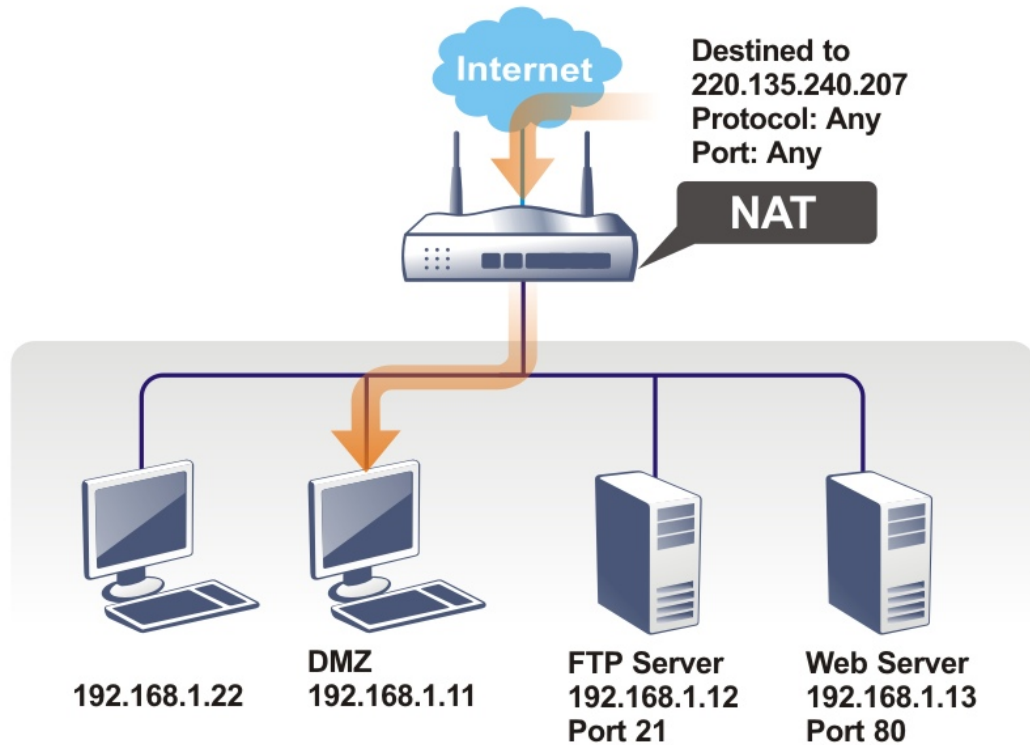 Internet
Destined to
220.135.240.207
Protocol: Any
Port: Any
NAT
192.168.1.22
DMZ
192.168.1.11
FTP Server
192.168.1.12
Port 21
Web Server
192.168.1.13
Port 80